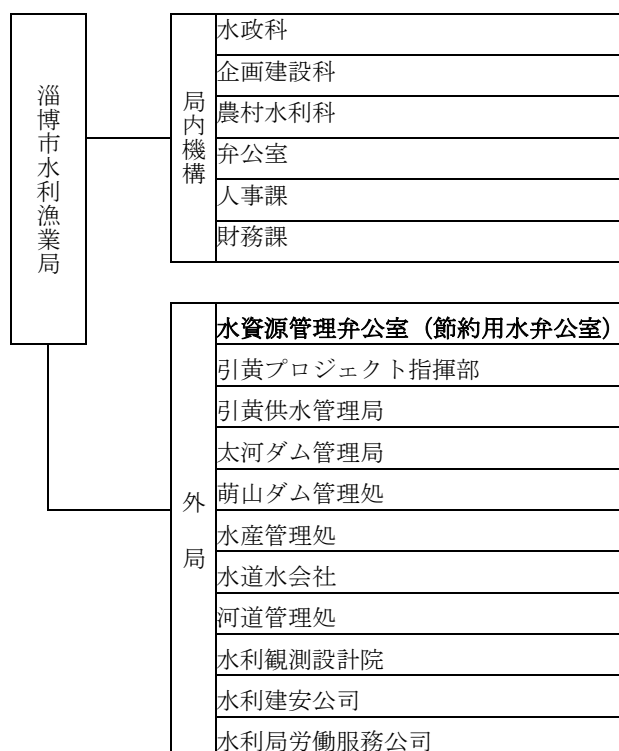 淄博市水利漁業局
局内機構
水政科
企画建設科
農村水利科
弁公室
人事課
財務課
外局
水資源管理弁公室（節約用水弁公室）
引黄プロジェクト指揮部
引黄供水管理局
太河ダム管理局
萌山ダム管理処
水産管理処
水道水会社
河道管理処
水利観測設計院
水利建安公司
水利局労働服務公司